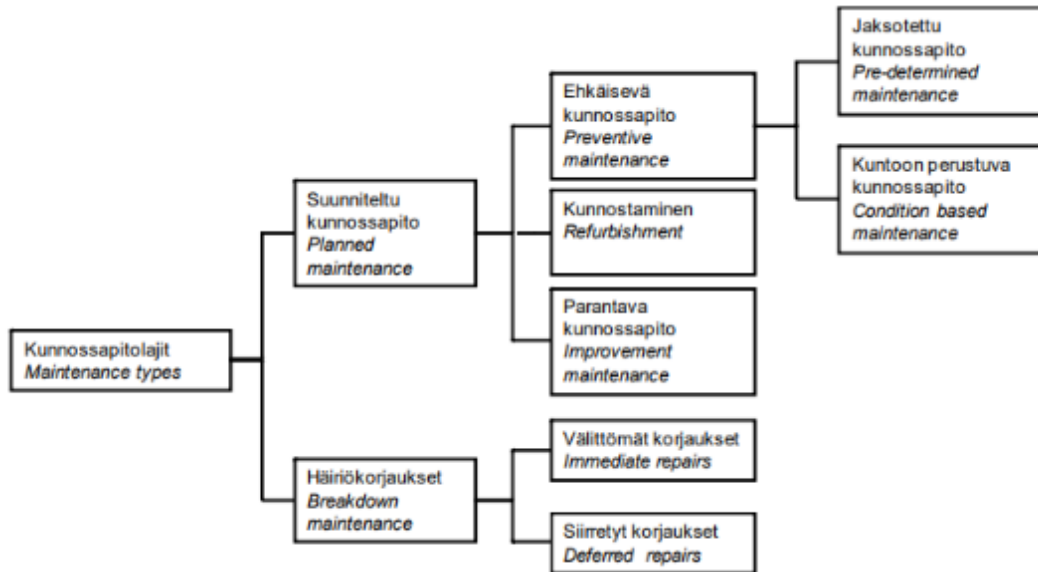 Kunnossapitolajit
Maintenance types
Suunniteltu
kunnossapito
Planned
maintenance
Ehkäisevä
kunnossapito
Preventive
maintenance
Jaksotettu
kunnossapito
Pre-determined
maintenance
Kuntoon perustuva
kunnossapito
Condition based
maintenance
Kunnostaminen
Refurbishment
Parantava
kunnossapito
Improvement
maintenance
Häiriökorjaukset
Breakdown
maintenance
Välittömät korjaukset
Immediate repairs
Siirretyt korjaukset
Deferred repairs